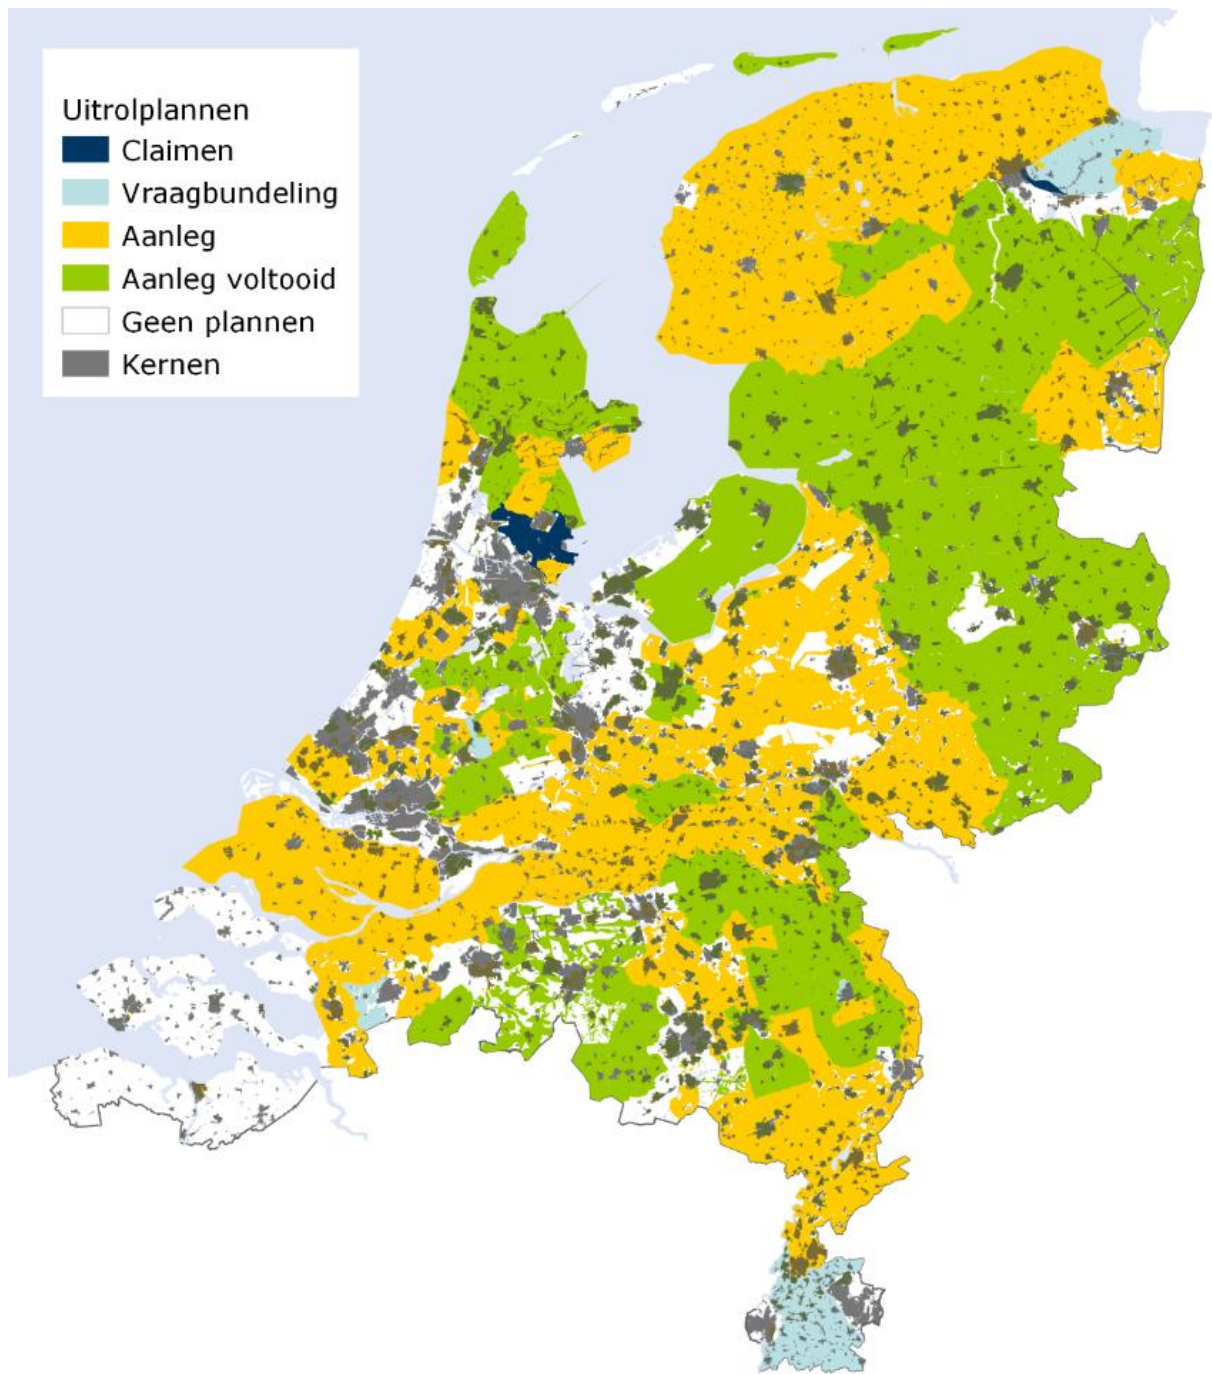 Uitrolplannen
Claimen
Vraagbundeling
Aanleg
Aanleg voltooid
Geen plannen
Kernen